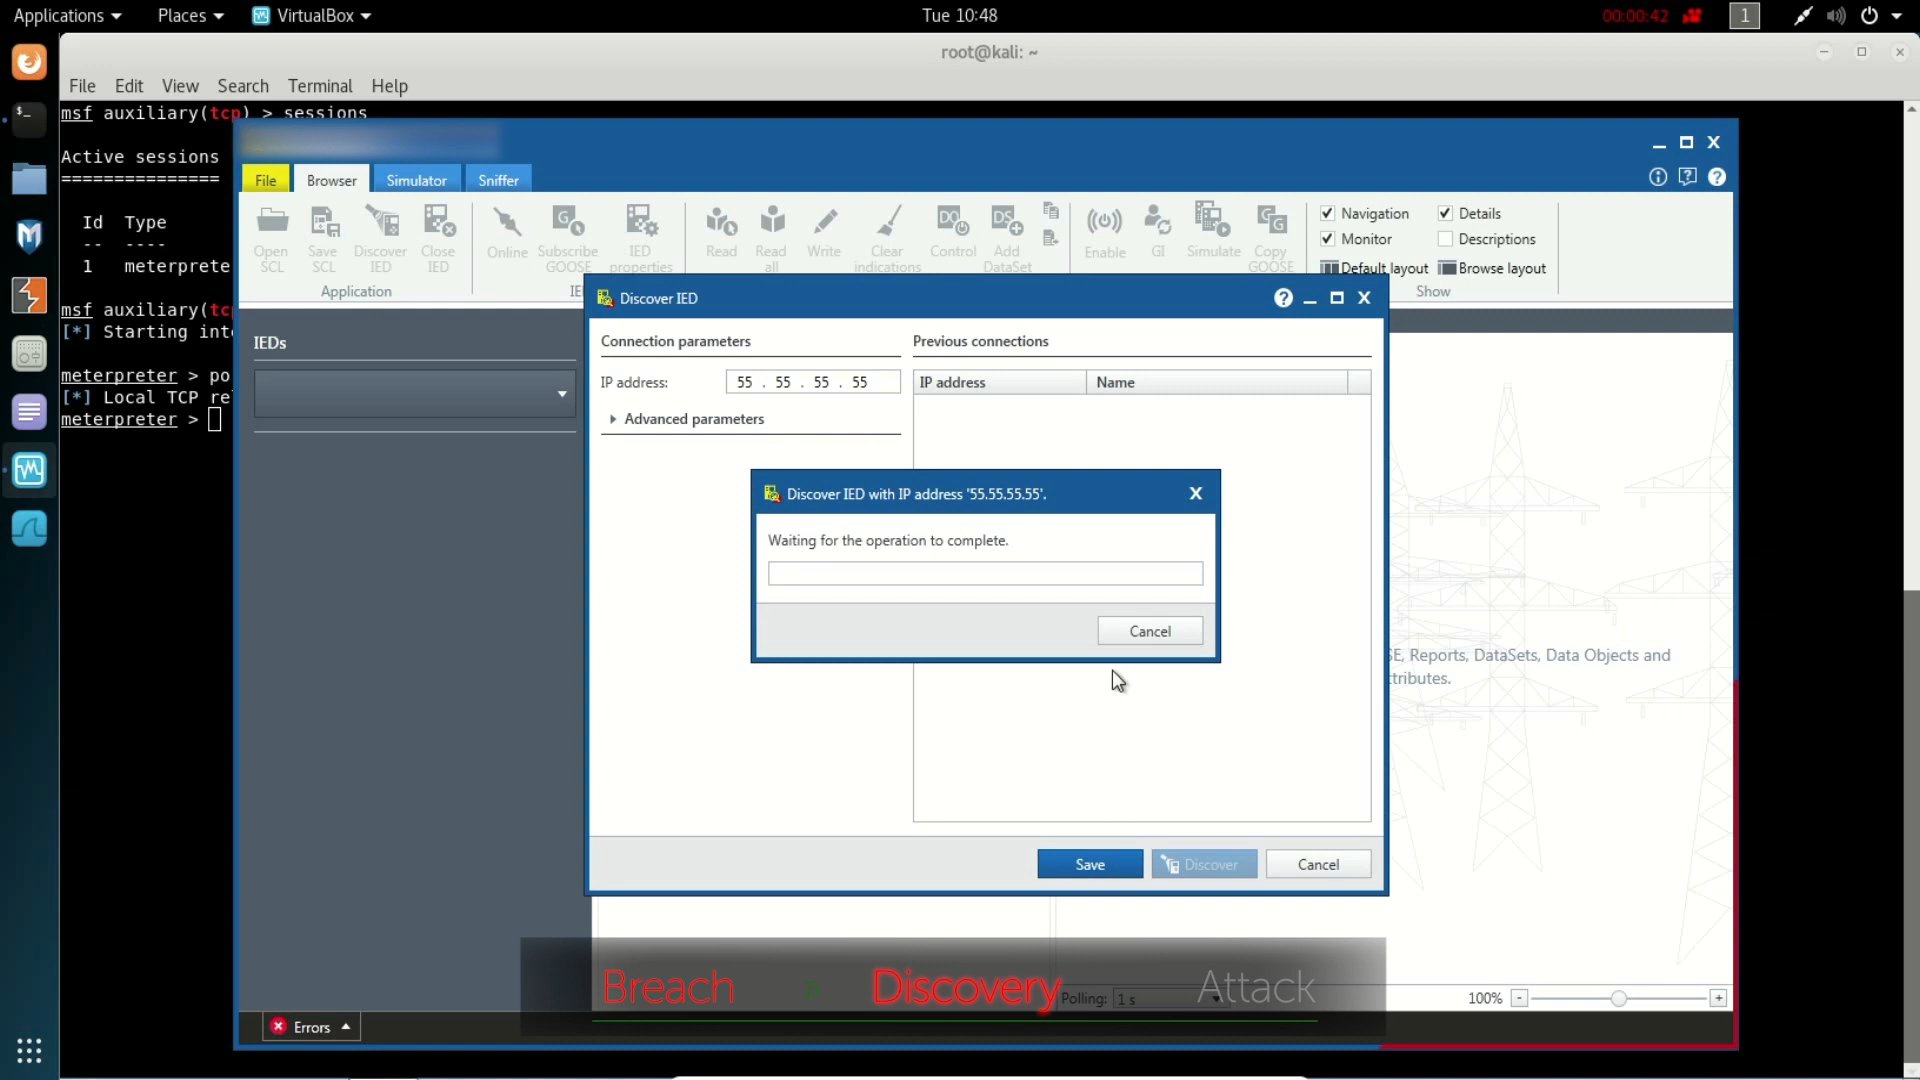 Applications
Places
VirtualBox
Tue 10:48
00:00:42
1
root@kali: ~
File Edit View Search Terminal Help
msf auxiliary(tcp) > sessions
Active sessions
===============
Id Type
-- ----
1 meterprete
msf auxiliary(tc
[*] Starting int
meterpreter > po
[*] Local TCP re
meterpreter >
File Browser Simulator Sniffer
Open SCL
Save SCL
Discover IED
Close IED
Application
Online
Subscribe GOOSE
IED properties
IE
Read
Read all
Write
Clear indications
Control
Add DataSet
Enable
GI
Simulate
Copy GOOSE
Navigation
Details
Monitor
Descriptions
Default layout
Browse layout
Show
IEDs
Discover IED
Connection parameters
IP address: 55 . 55 . 55 . 55
Advanced parameters
Previous connections
IP address Name
Discover IED with IP address '55.55.55.55'.
Waiting for the operation to complete.
Cancel
Save Discover Cancel
SE, Reports, DataSets, Data Objects and
ttributes.
Breach » Discovery Attack
Polling: 1 s
100% - +
Errors